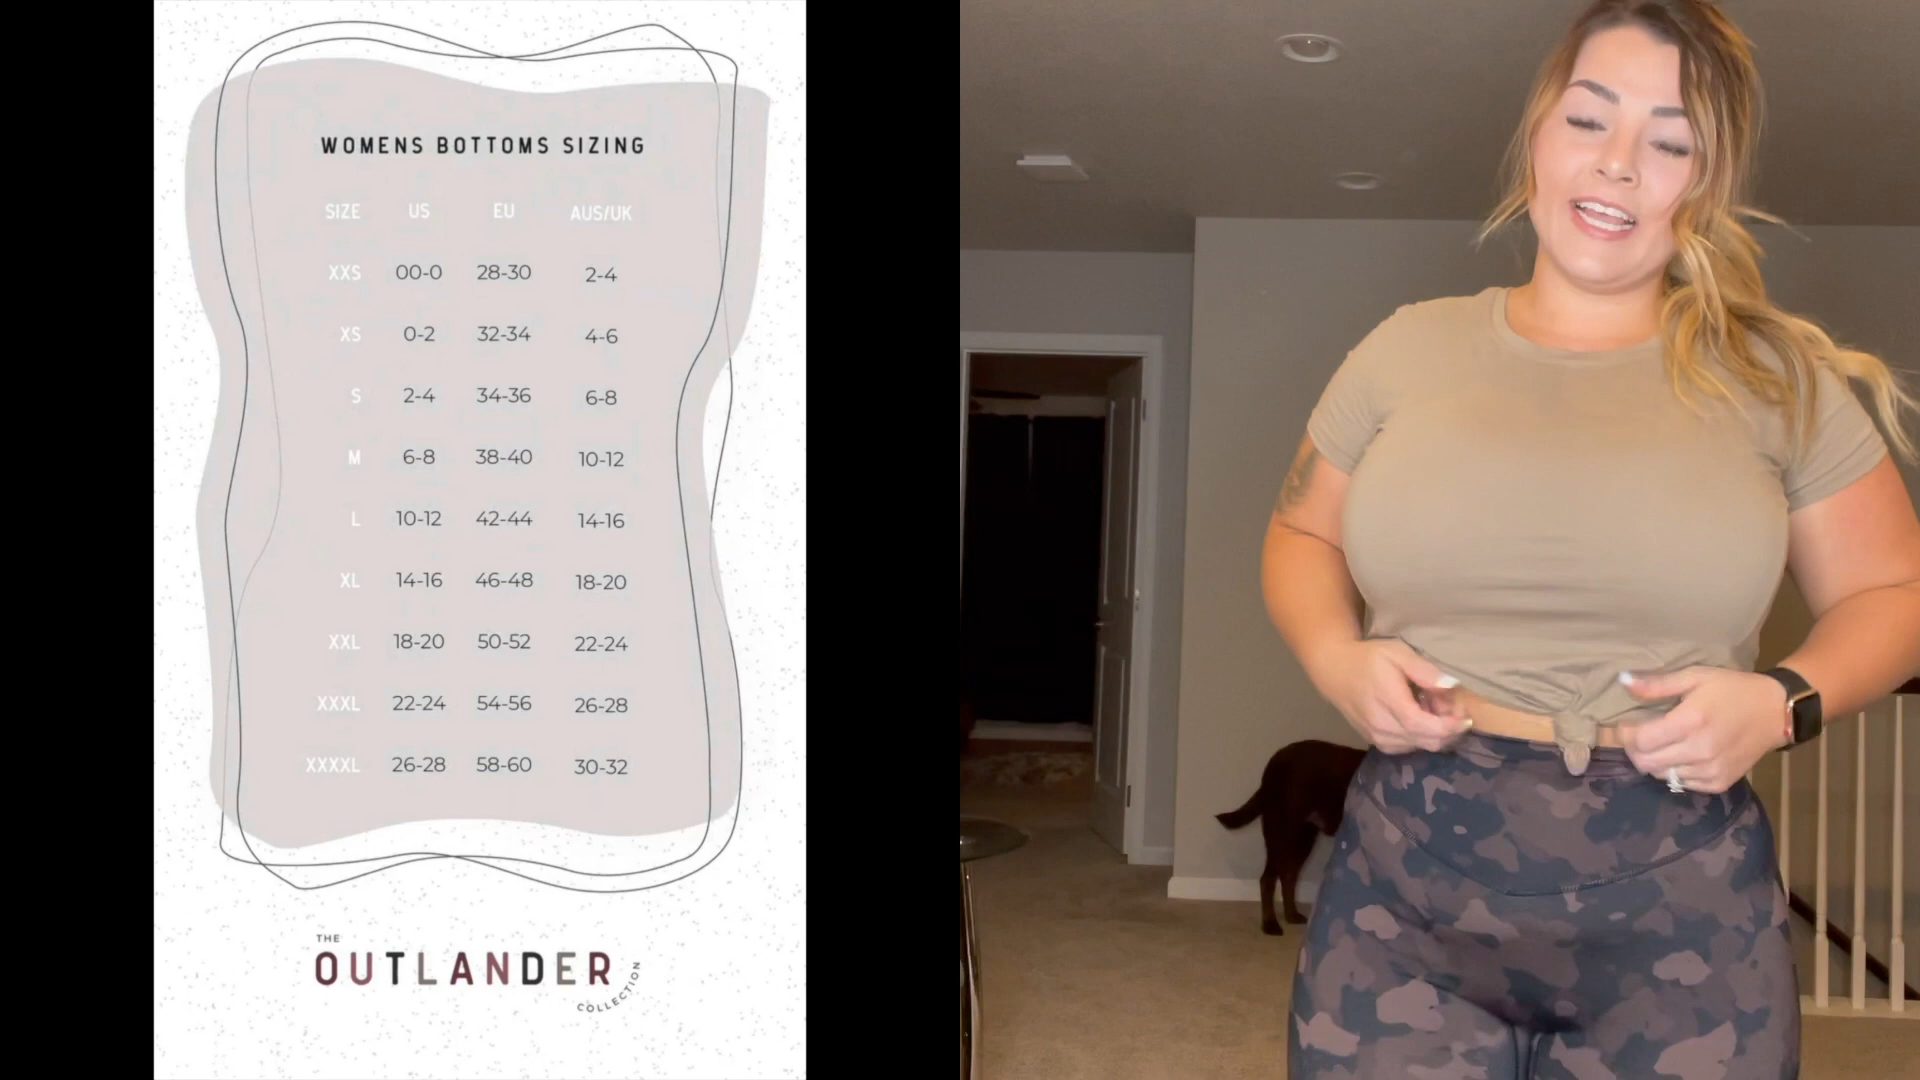 WOMENS BOTTOMS SIZING
SIZE US EU AUS/UK
XXS 00-0 28-30 2-4
XS 0-2 32-34 4-6
S 2-4 34-36 6-8
M 6-8 38-40 10-12
L 10-12 42-44 14-16
XL 14-16 46-48 18-20
XXL 18-20 50-52 22-24
XXXL 22-24 54-56 26-28
XXXXL 26-28 58-60 30-32
THE
OUTLANDER
COLLECTION